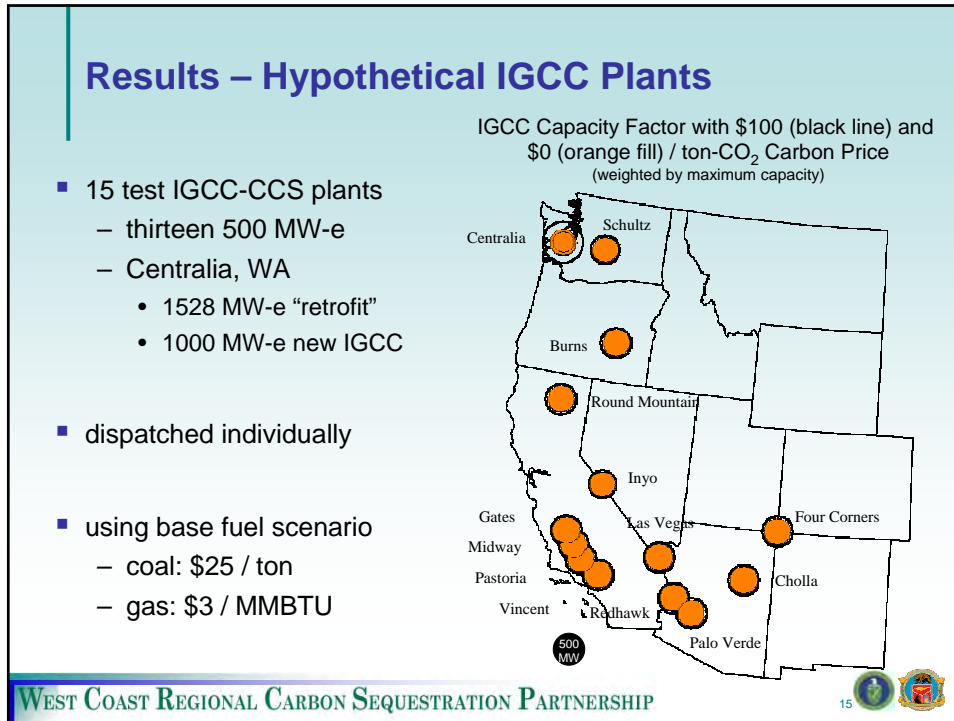 Results – Hypothetical IGCC Plants
IGCC Capacity Factor with $100 (black line) and
$0 (orange fill) / ton-CO₂ Carbon Price
(weighted by maximum capacity)
▪ 15 test IGCC-CCS plants
– thirteen 500 MW-e
– Centralia, WA
• 1528 MW-e “retrofit”
• 1000 MW-e new IGCC
▪ dispatched individually
▪ using base fuel scenario
– coal: $25 / ton
– gas: $3 / MMBTU
Centralia
Schultz
Burns
Round Mountain
Inyo
Las Vegas
Four Corners
Gates
Midway
Pastoria
Vincent
Redhawk
Cholla
Palo Verde
500
MW
WEST COAST REGIONAL CARBON SEQUESTRATION PARTNERSHIP
15